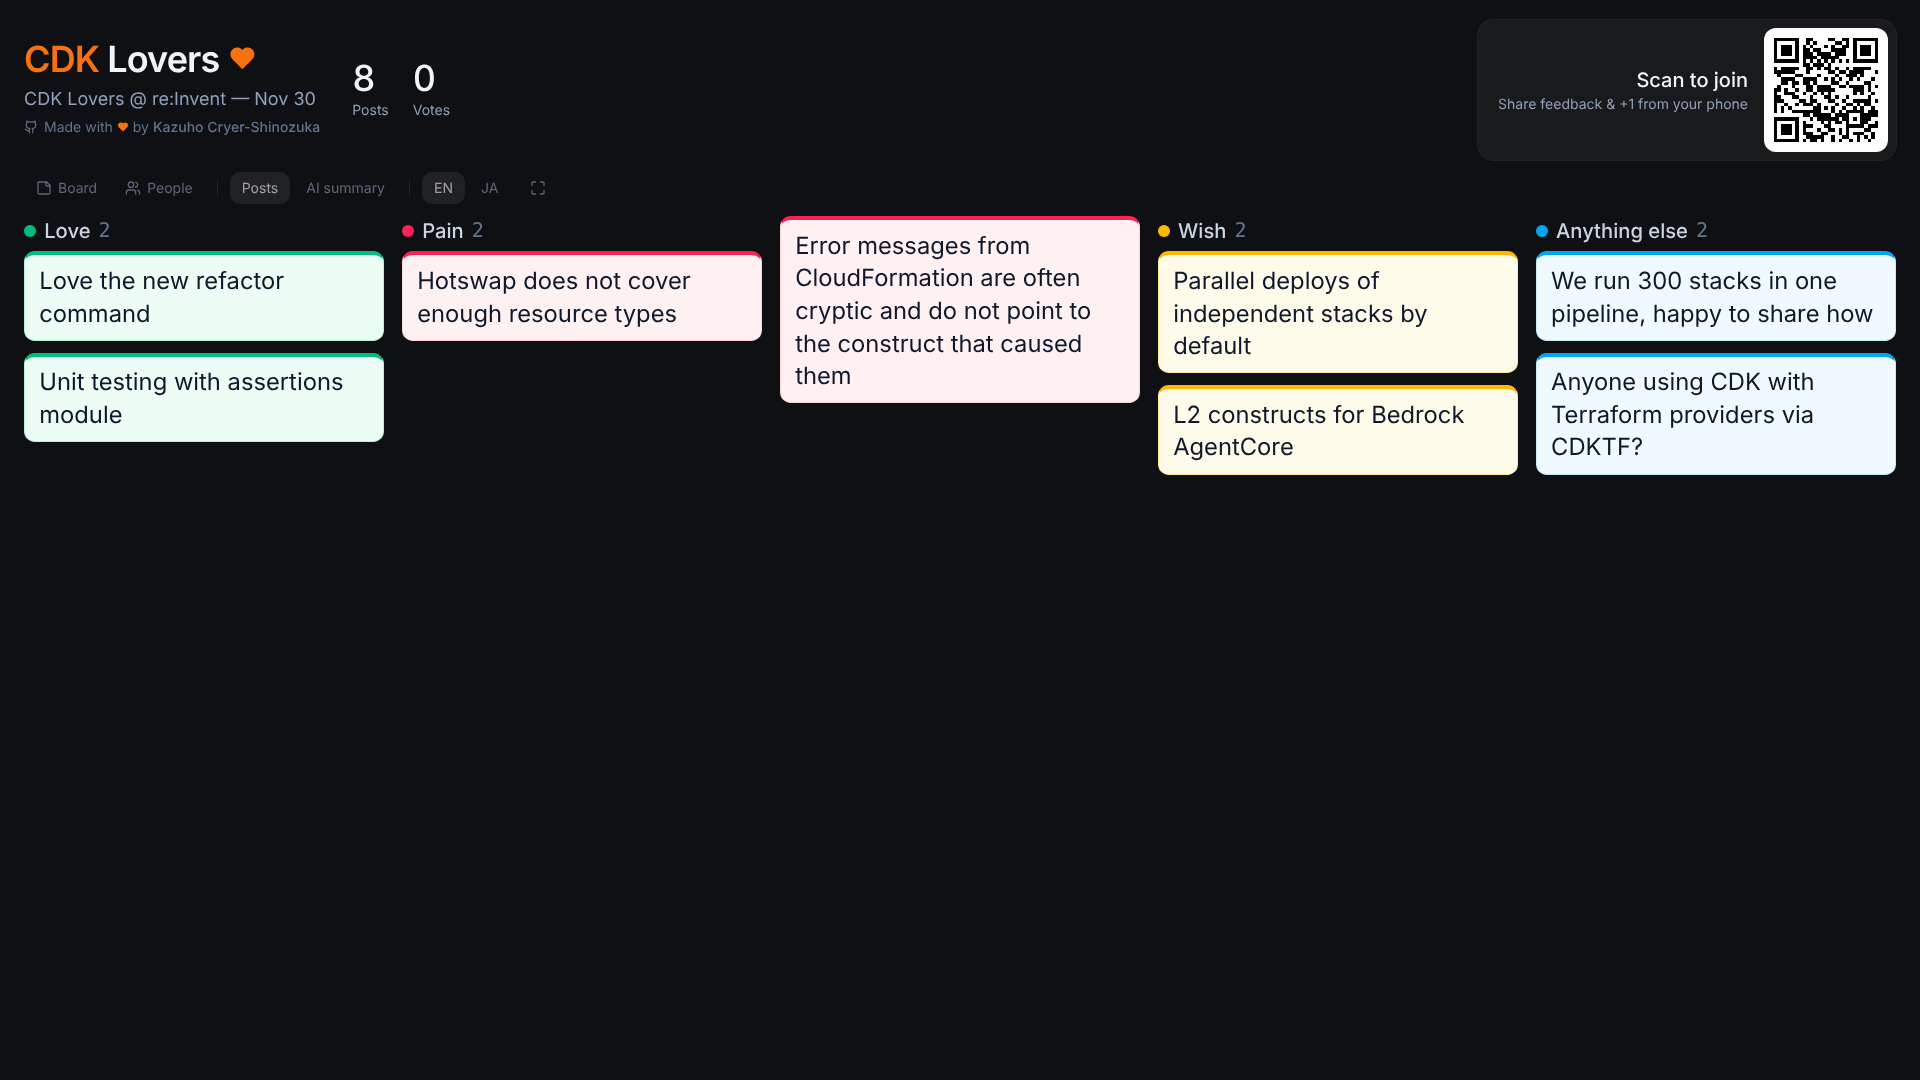 CDK Lovers
CDK Lovers @ re:Invent — Nov 30
Made with by Kazuho Cryer-Shinozuka
8
Posts
0
Votes
Scan to join
Share feedback & +1 from your phone
Board
People
Posts
AI summary
EN
JA
Love 2
Love the new refactor
command
Unit testing with assertions
module
Pain 2
Hotswap does not cover
enough resource types
Error messages from
CloudFormation are often
cryptic and do not point to
the construct that caused
them
Wish 2
Parallel deploys of
independent stacks by
default
L2 constructs for Bedrock
AgentCore
Anything else 2
We run 300 stacks in one
pipeline, happy to share how
Anyone using CDK with
Terraform providers via
CDKTF?